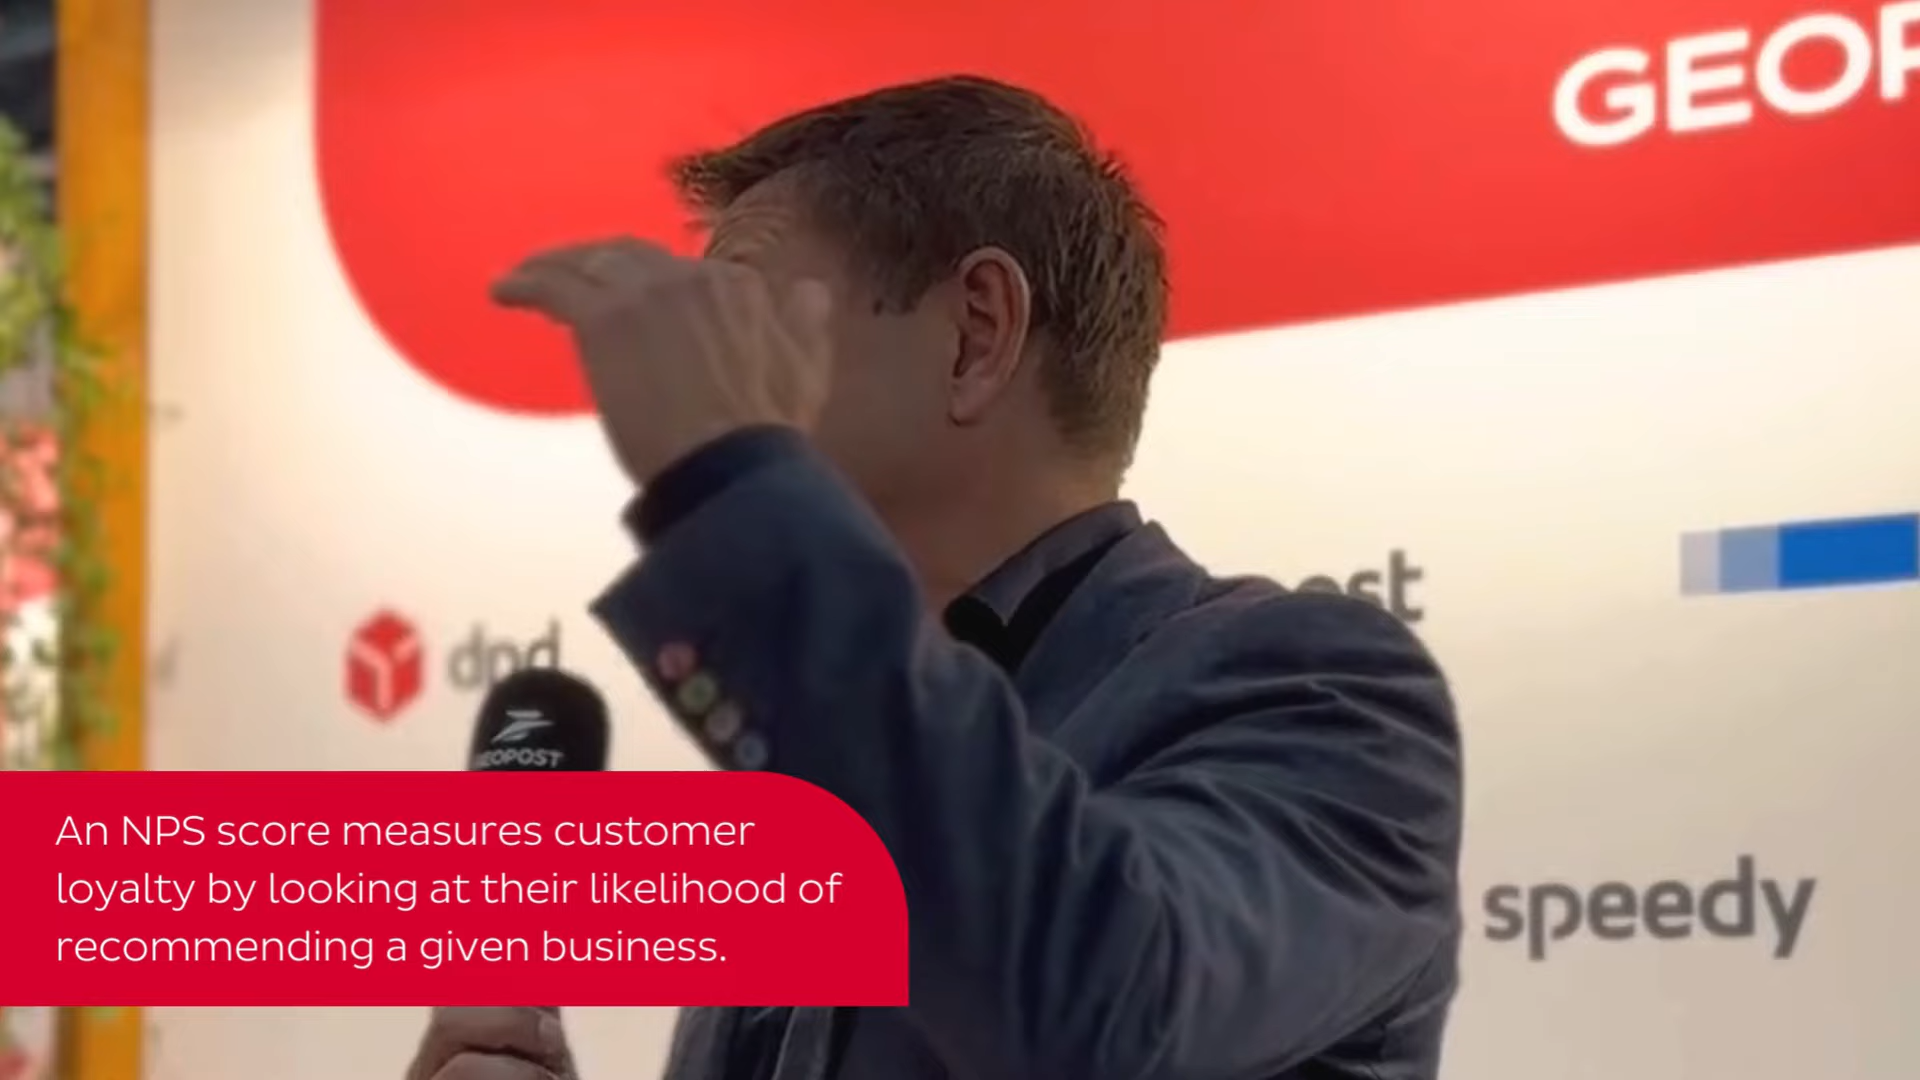 GEOP
dpd
ost
GEOPOST
speedy
An NPS score measures customer
loyalty by looking at their likelihood of
recommending a given business.